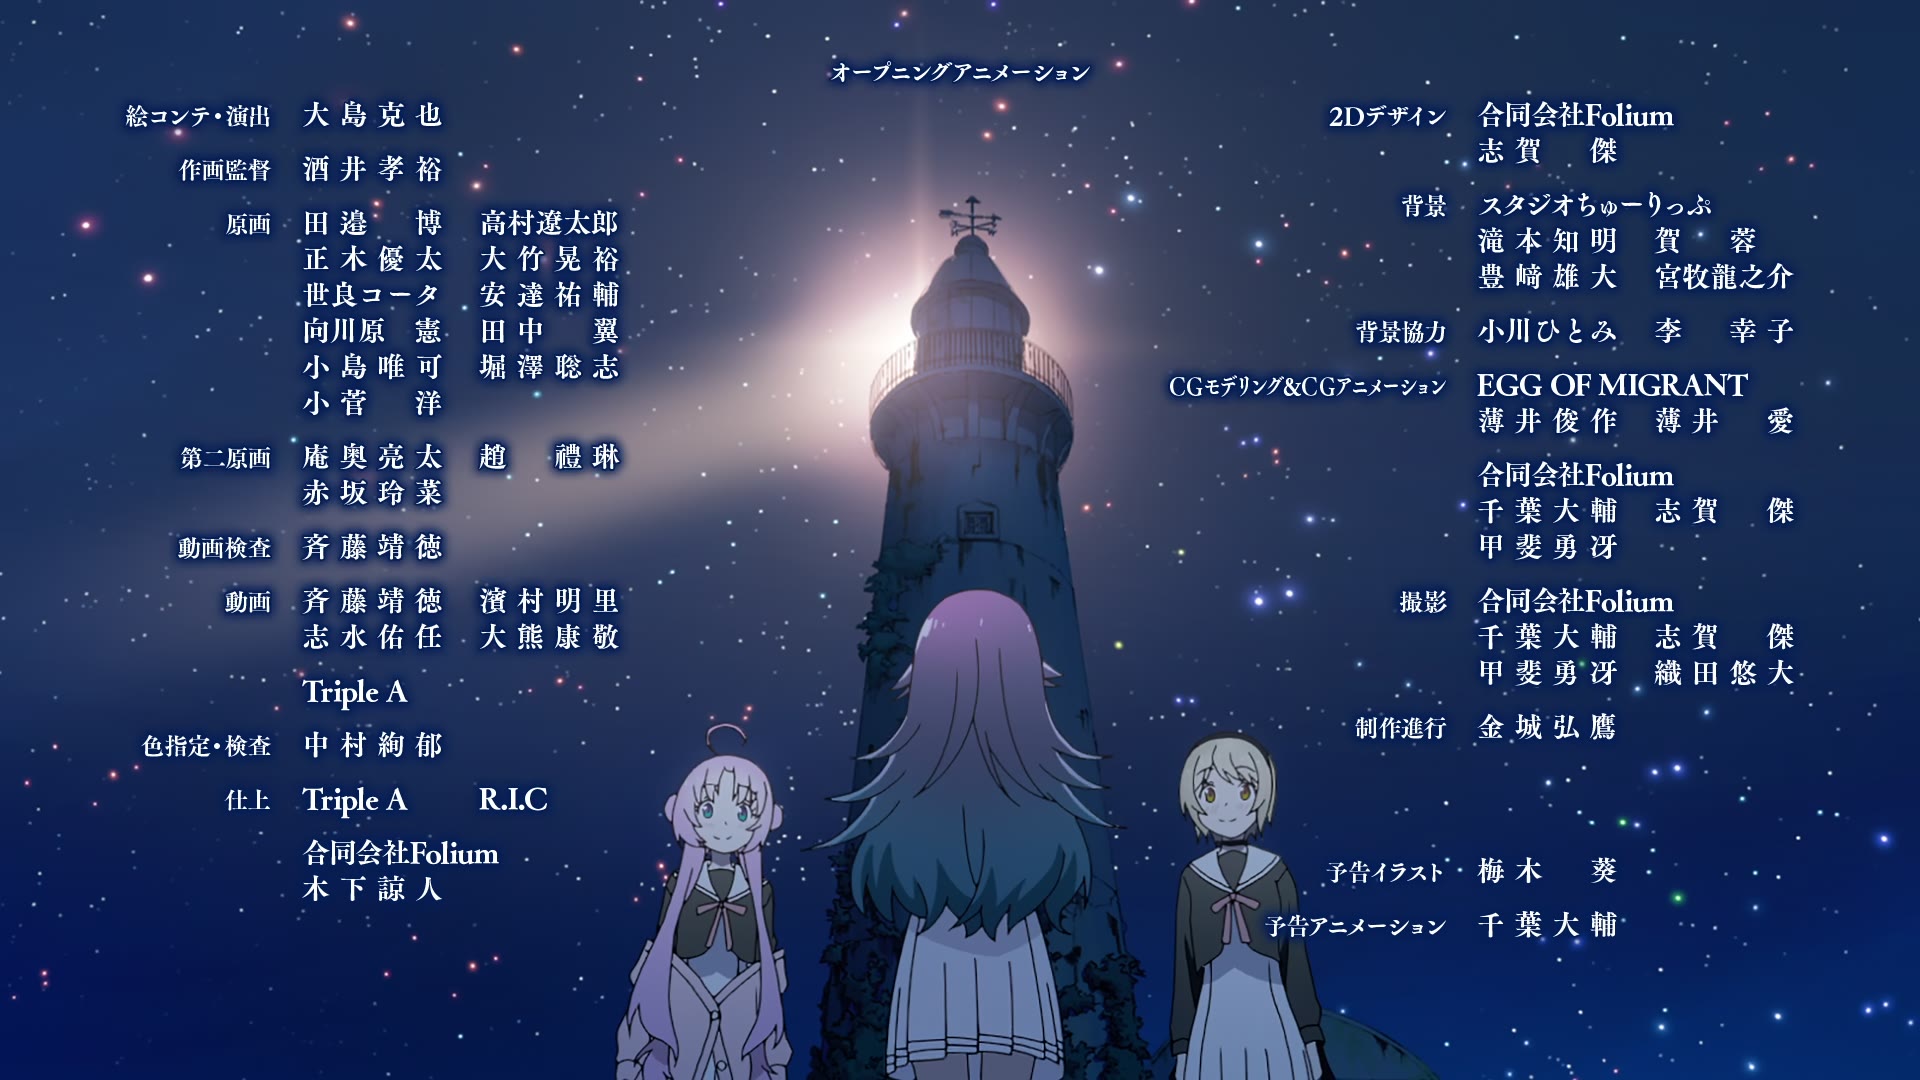 オープニングアニメーション
絵コンテ・演出 大島克也
作画監督 酒井孝裕
原画 田邉 博 高村遼太郎
正木優太 大竹晃裕
世良コータ 安達祐輔
向川原 憲 田中 翼
小島唯可 堀澤聡志
小菅 洋
第二原画 庵奥亮太 趙 禮琳
赤坂玲菜
動画検査 斉藤靖徳
動画 斉藤靖徳 濱村明里
志水佑任 大熊康敬
Triple A
色指定・検査 中村絢郁
仕上 Triple A R.I.C
合同会社Folium
木下諒人
2Dデザイン 合同会社Folium
志賀 傑
背景 スタジオちゅーりっぷ
滝本知明 賀 蓉
豊﨑雄大 宮牧龍之介
背景協力 小川ひとみ 李 幸子
CGモデリング&CGアニメーション EGG OF MIGRANT
薄井俊作 薄井 愛
合同会社Folium
千葉大輔 志賀 傑
甲斐勇冴
撮影 合同会社Folium
千葉大輔 志賀 傑
甲斐勇冴 織田悠大
制作進行 金城弘鷹
予告イラスト 梅木 葵
予告アニメーション 千葉大輔